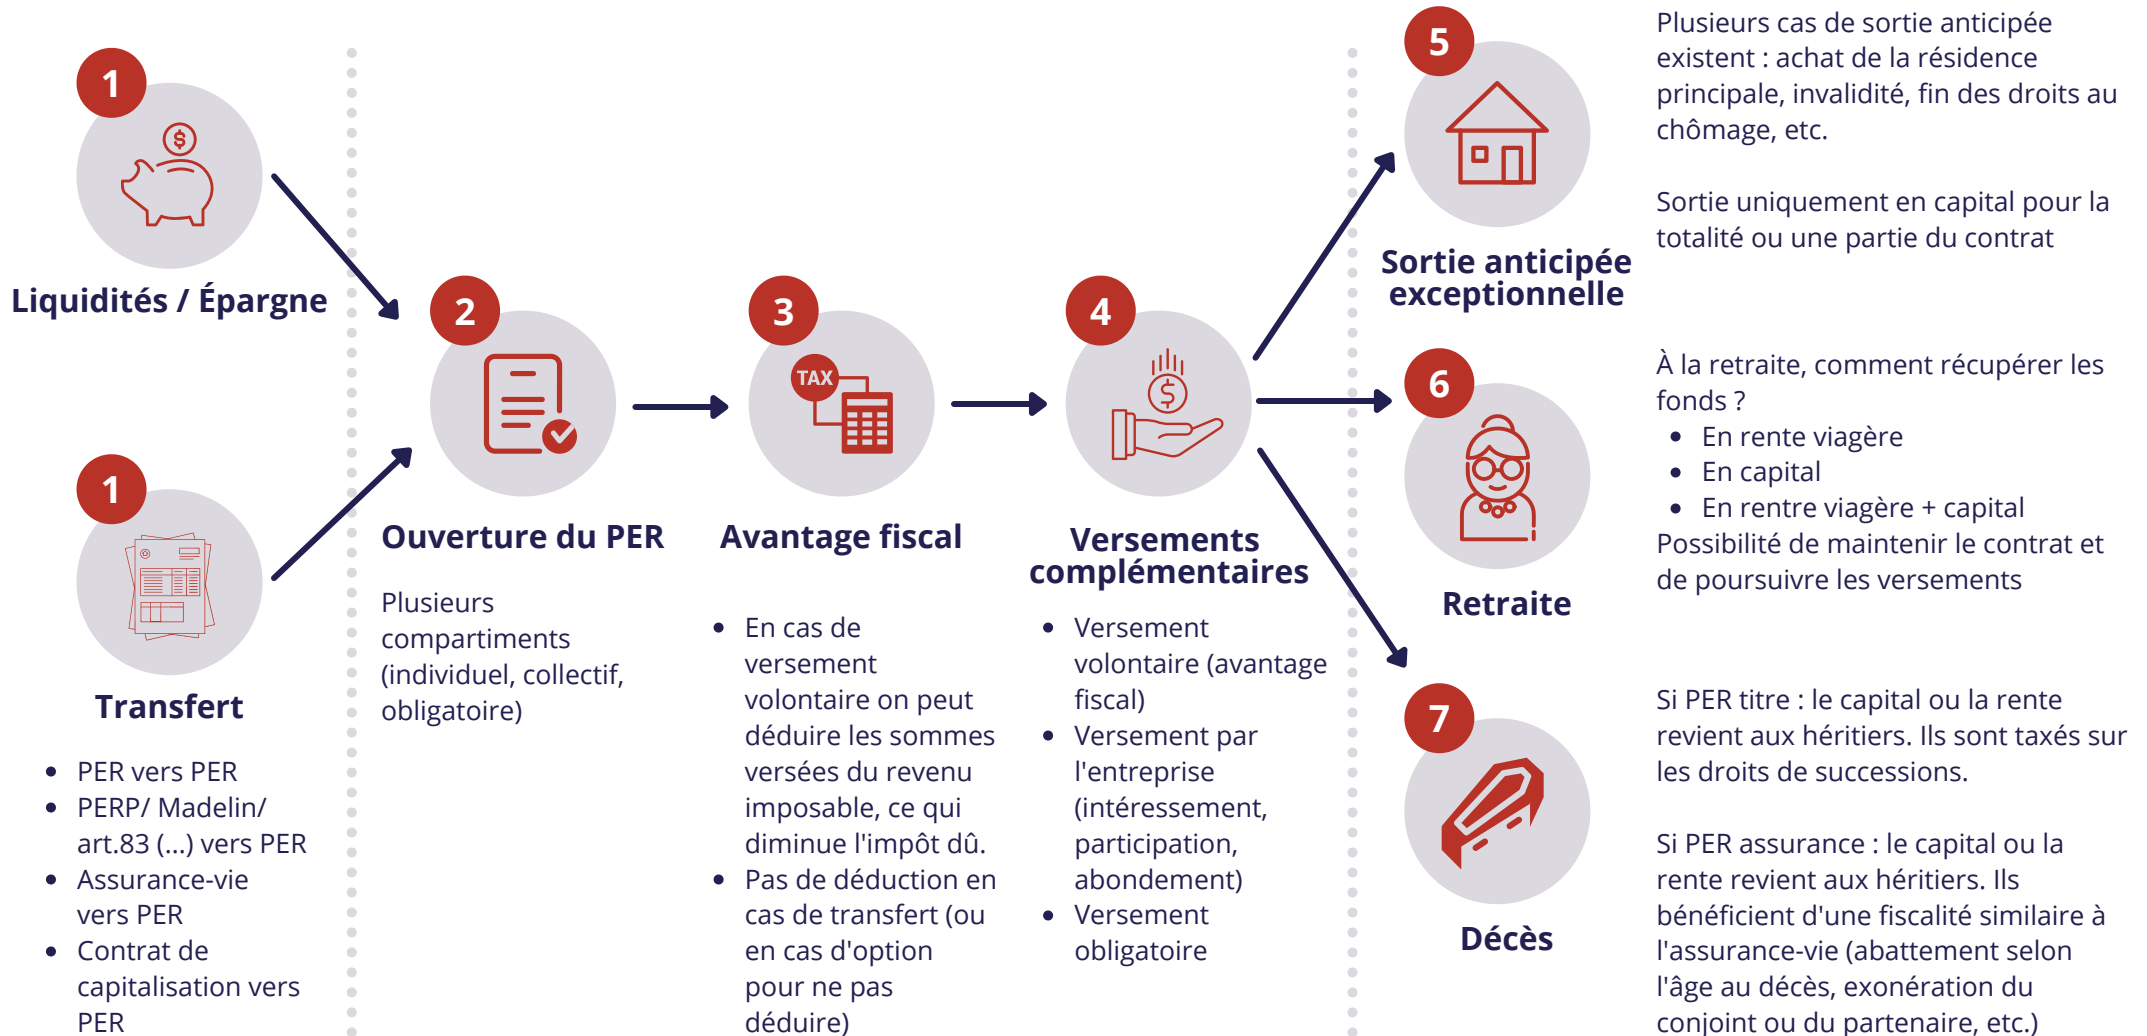 1
$
Liquidités / Épargne
1
Transfert
• PER vers PER
• PERP/ Madelin/
art.83 (...) vers PER
• Assurance-vie
vers PER
• Contrat de
capitalisation vers
PER
2
Ouverture du PER
Plusieurs
compartiments
(individuel, collectif,
obligatoire)
3
TAX
Avantage fiscal
• En cas de
versement
volontaire on peut
déduire les sommes
versées du revenu
imposable, ce qui
diminue l'impôt dû.
• Pas de déduction en
cas de transfert (ou
en cas d'option
pour ne pas
déduire)
4
$
Versements
complémentaires
• Versement
volontaire (avantage
fiscal)
• Versement par
l'entreprise
(intéressement,
participation,
abondement)
• Versement
obligatoire
5
Sortie anticipée
exceptionnelle
Plusieurs cas de sortie anticipée
existent : achat de la résidence
principale, invalidité, fin des droits au
chômage, etc.
Sortie uniquement en capital pour la
totalité ou une partie du contrat
6
Retraite
À la retraite, comment récupérer les
fonds ?
• En rente viagère
• En capital
• En rentre viagère + capital
Possibilité de maintenir le contrat et
de poursuivre les versements
7
Décès
Si PER titre : le capital ou la rente
revient aux héritiers. Ils sont taxés sur
les droits de successions.
Si PER assurance : le capital ou la
rente revient aux héritiers. Ils
bénéficient d'une fiscalité similaire à
l'assurance-vie (abattement selon
l'âge au décès, exonération du
conjoint ou du partenaire, etc.)